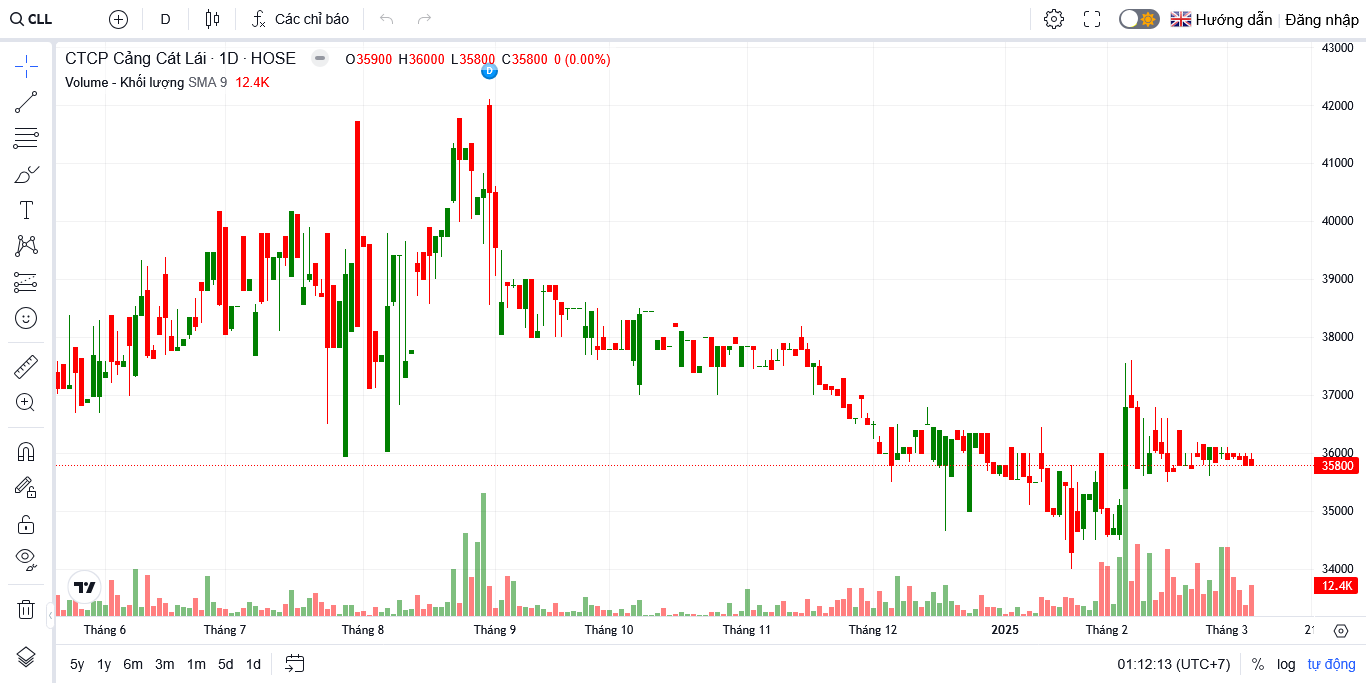 CLL D Các chỉ báo Hướng dẫn Đăng nhập
CTCP Cảng Cát Lái · 1D · HOSE O35900 H36000 L35800 C35800 0 (0.00%)
D
Volume - Khối lượng SMA 9 12.4K
43000
42000
41000
40000
39000
38000
37000
36000
35800
35000
34000
12.4K
Tháng 6 Tháng 7 Tháng 8 Tháng 9 Tháng 10 Tháng 11 Tháng 12 2025 Tháng 2 Tháng 3
5y 1y 6m 3m 1m 5d 1d 01:12:13 (UTC+7) % log tự động